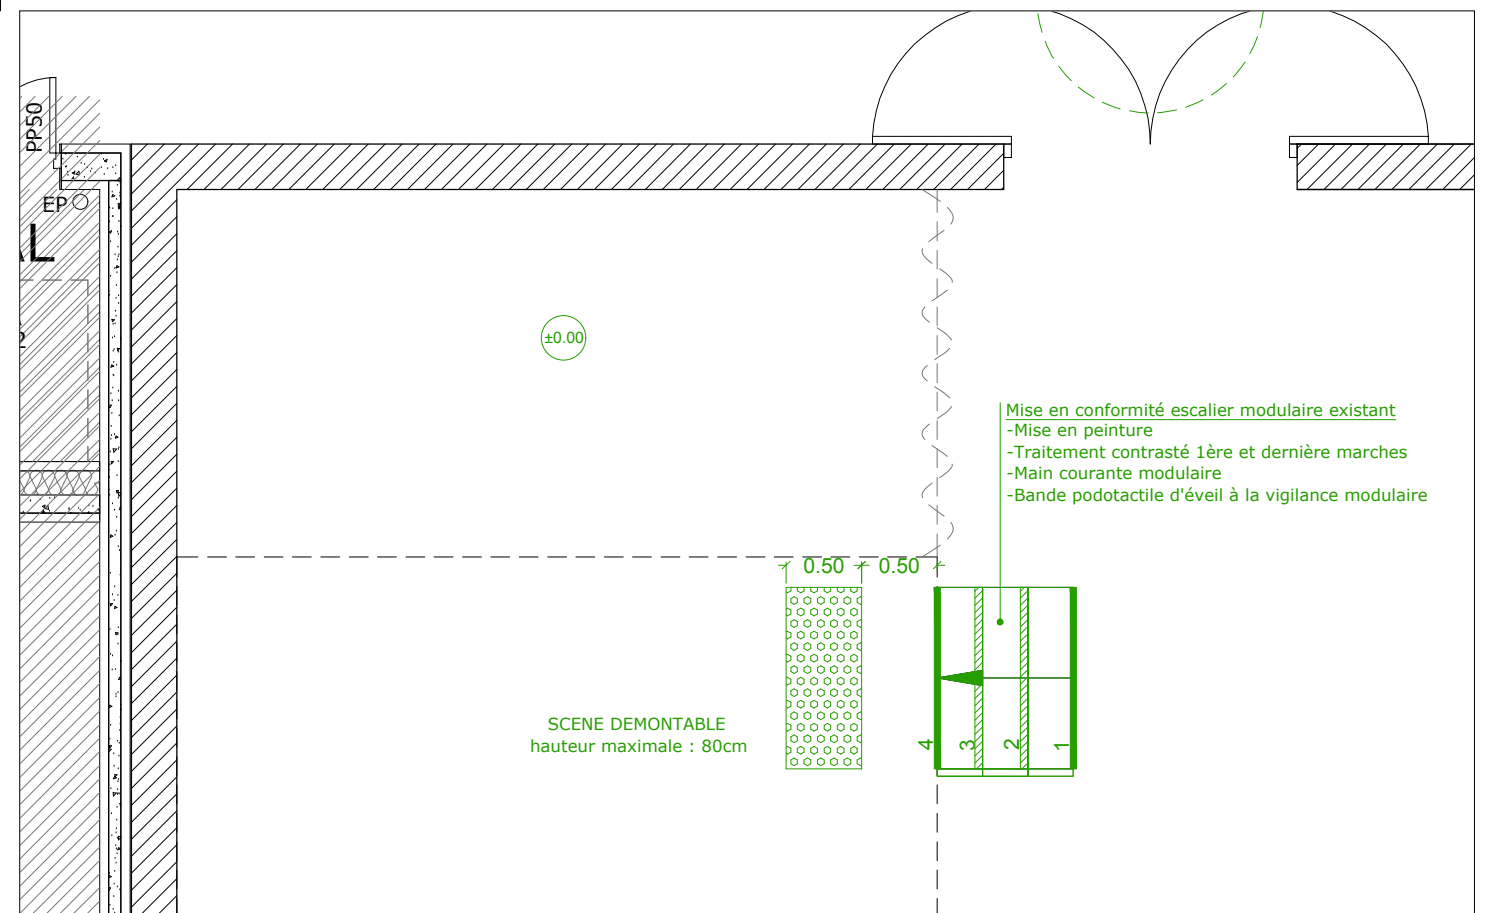 PP50
EP
AL
2
±0.00
Mise en conformité escalier modulaire existant
-Mise en peinture
-Traitement contrasté 1ère et dernière marches
-Main courante modulaire
-Bande podotactile d'éveil à la vigilance modulaire
0.50 0.50
SCENE DEMONTABLE
hauteur maximale : 80cm
4 3 2 1